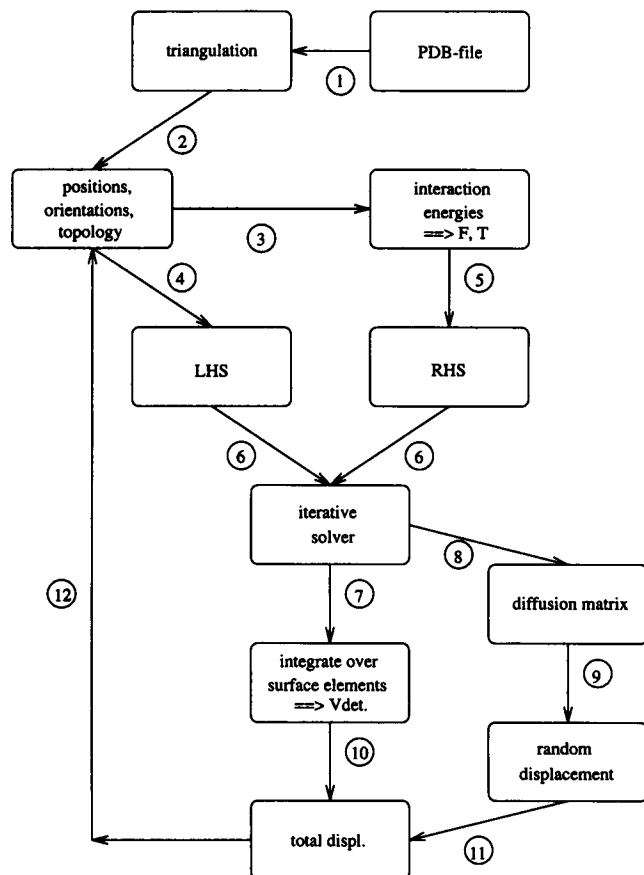 triangulation
PDB-file
1
2
positions,
orientations,
topology
interaction
energies
==> F, T
3
4
5
LHS
RHS
6
6
iterative
solver
8
12
7
diffusion matrix
integrate over
surface elements
==> Vdet.
9
10
random
displacement
total displ.
11